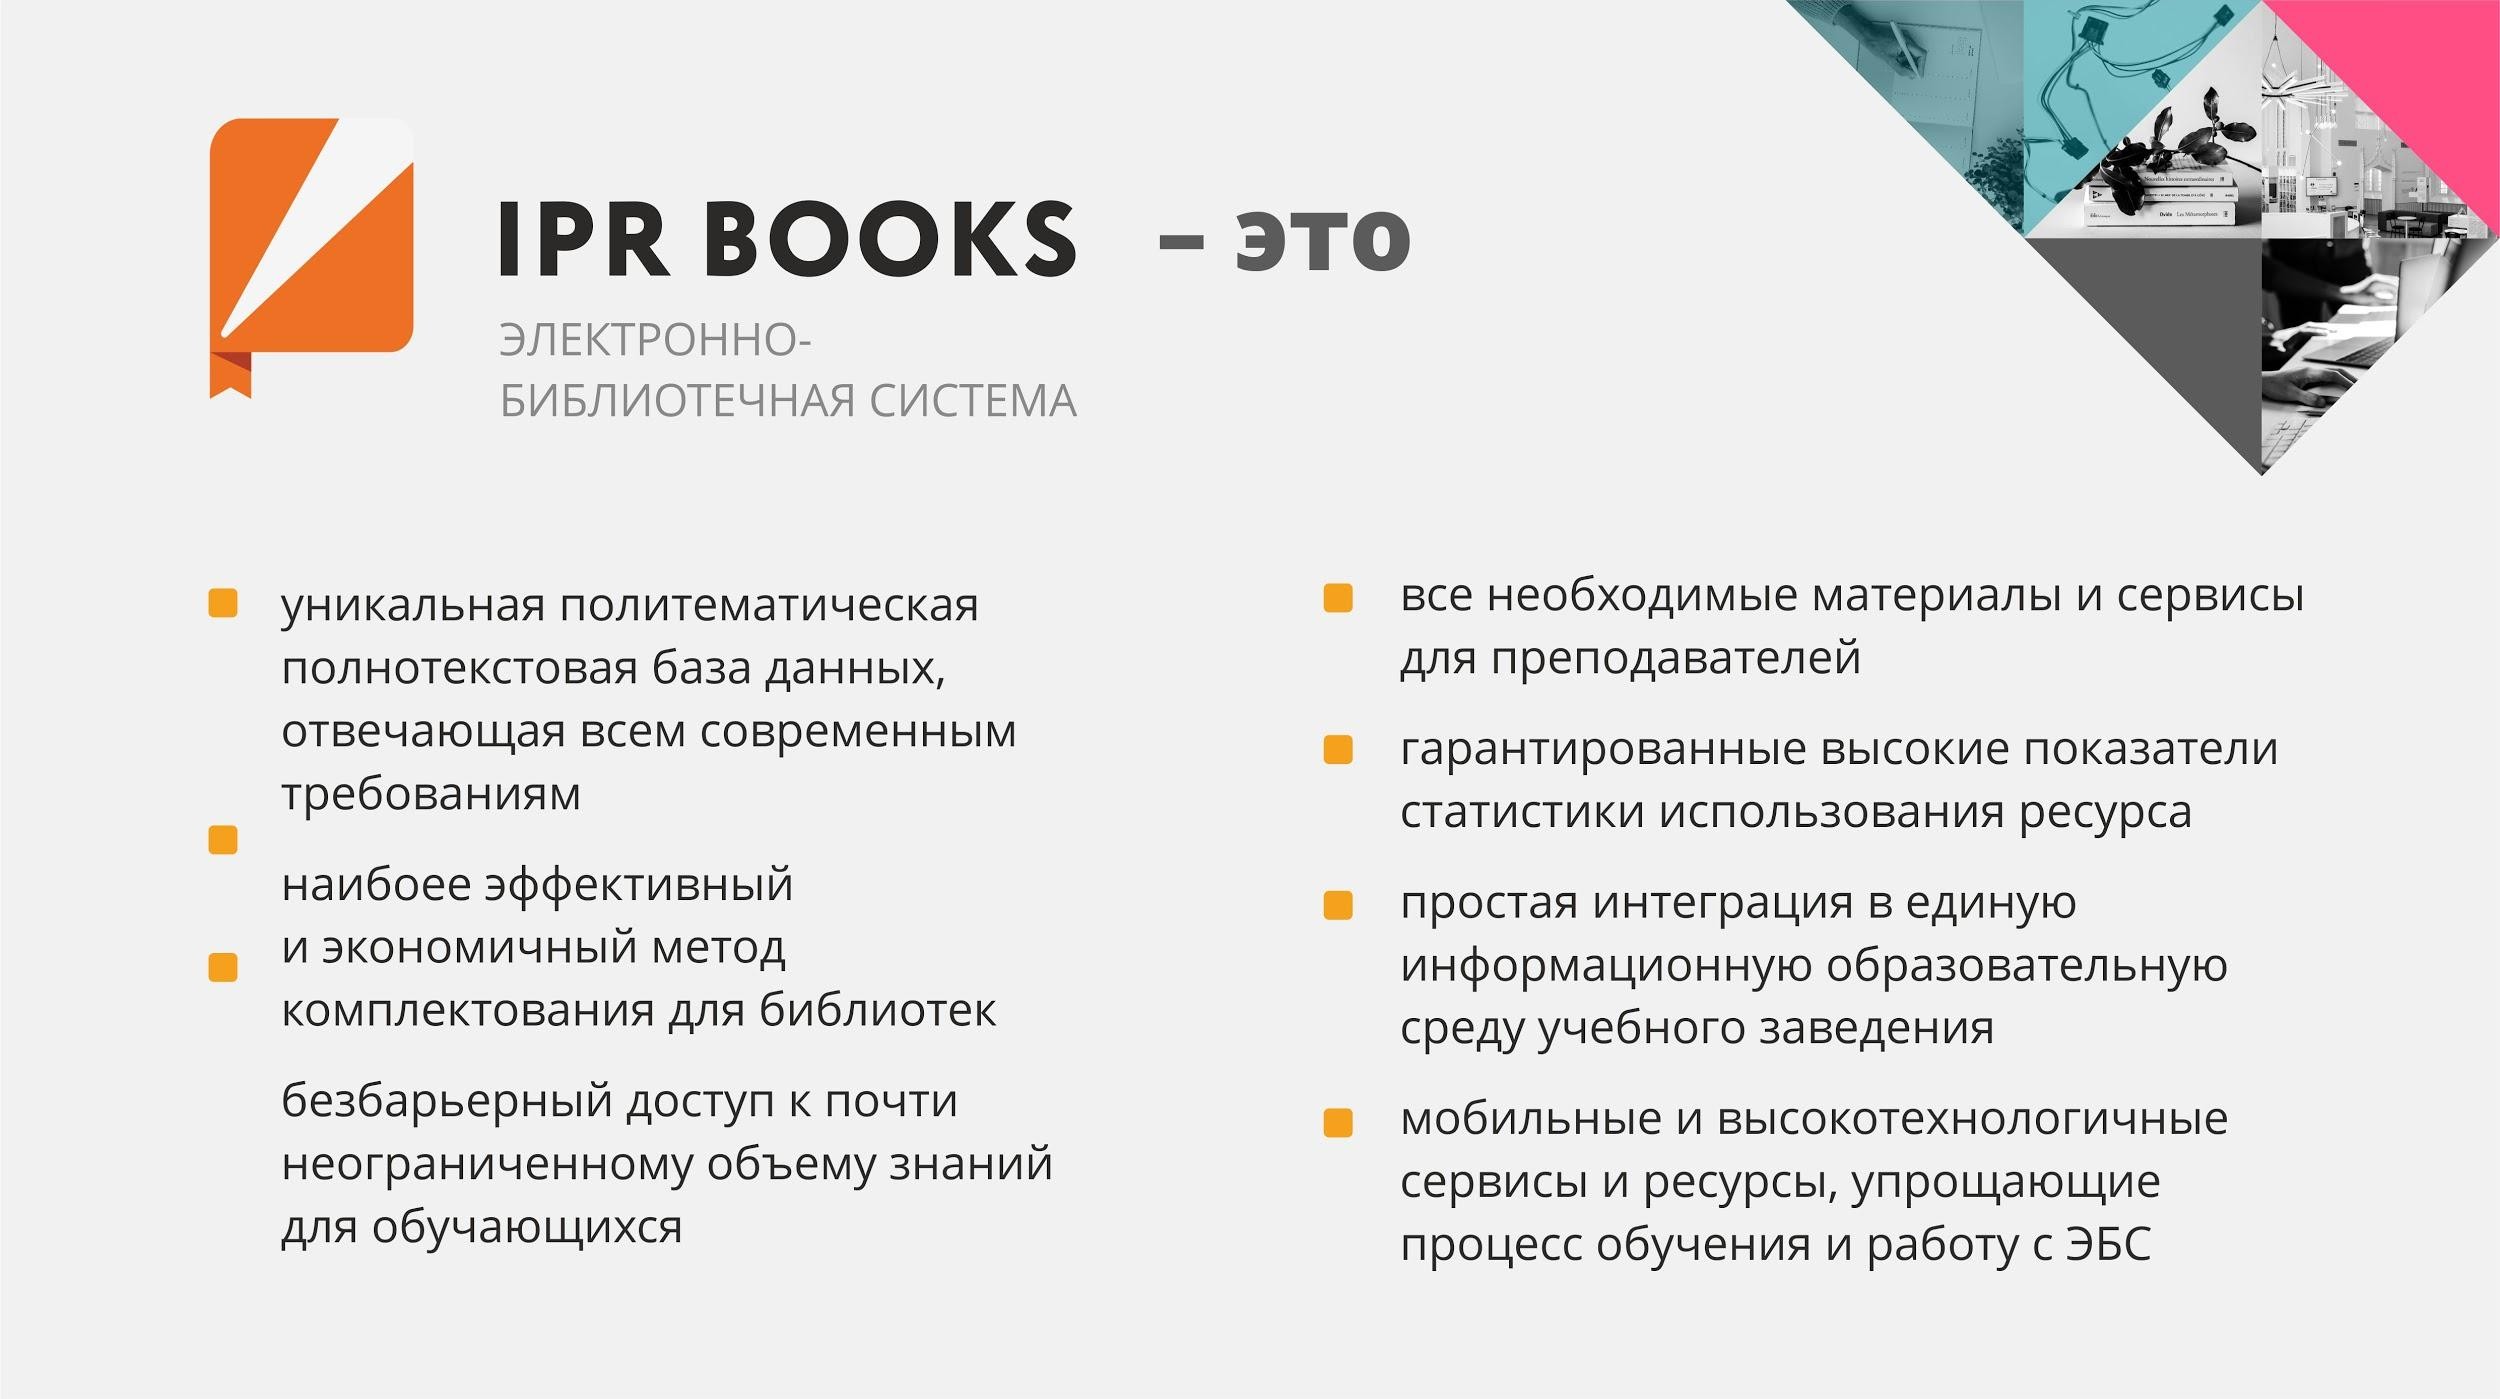 IPR BOOKS – это
ЭЛЕКТРОННО-
БИБЛИОТЕЧНАЯ СИСТЕМА
уникальная политематическая
полнотекстовая база данных,
отвечающая всем современным
требованиям
наибоее эффективный
и экономичный метод
комплектования для библиотек
безбарьерный доступ к почти
неограниченному объему знаний
для обучающихся
все необходимые материалы и сервисы
для преподавателей
гарантированные высокие показатели
статистики использования ресурса
простая интеграция в единую
информационную образовательную
среду учебного заведения
мобильные и высокотехнологичные
сервисы и ресурсы, упрощающие
процесс обучения и работу с ЭБС